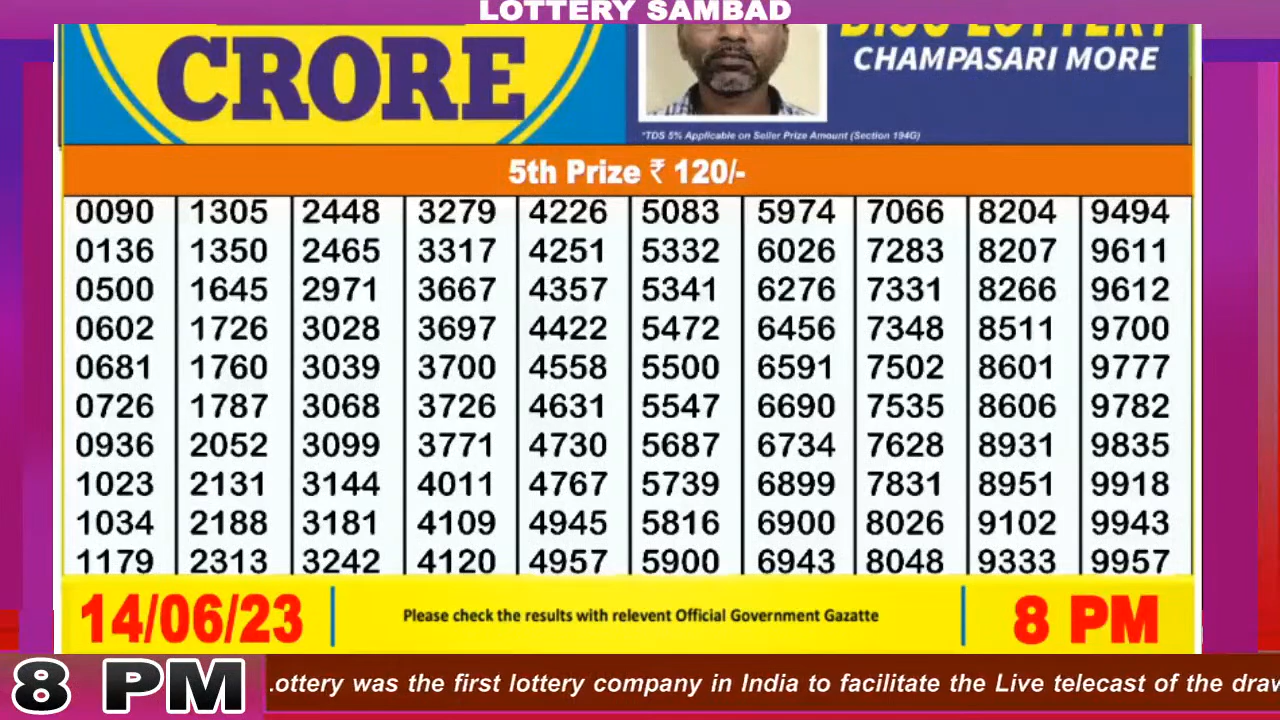 LOTTERY SAMBAD
CRORE
CHAMPASARI MORE
*TDS 5% Applicable on Seller Prize Amount (Section 194G)
5th Prize ₹ 120/-
0090 1305 2448 3279 4226 5083 5974 7066 8204 9494
0136 1350 2465 3317 4251 5332 6026 7283 8207 9611
0500 1645 2971 3667 4357 5341 6276 7331 8266 9612
0602 1726 3028 3697 4422 5472 6456 7348 8511 9700
0681 1760 3039 3700 4558 5500 6591 7502 8601 9777
0726 1787 3068 3726 4631 5547 6690 7535 8606 9782
0936 2052 3099 3771 4730 5687 6734 7628 8931 9835
1023 2131 3144 4011 4767 5739 6899 7831 8951 9918
1034 2188 3181 4109 4945 5816 6900 8026 9102 9943
1179 2313 3242 4120 4957 5900 6943 8048 9333 9957
14/06/23 Please check the results with relevent Official Government Gazatte 8 PM
8 PM .ottery was the first lottery company in India to facilitate the Live telecast of the draw